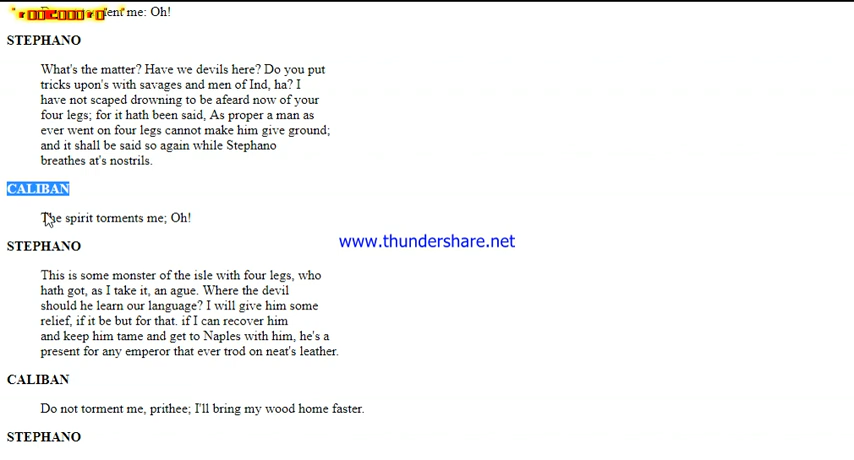 me: Oh!
STEPHANO
What's the matter? Have we devils here? Do you put
tricks upon's with savages and men of Ind, ha? I
have not scaped drowning to be afeard now of your
four legs; for it hath been said, As proper a man as
ever went on four legs cannot make him give ground;
and it shall be said so again while Stephano
breathes at's nostrils.
CALIBAN
The spirit torments me; Oh!
www.thundershare.net
STEPHANO
This is some monster of the isle with four legs, who
hath got, as I take it, an ague. Where the devil
should he learn our language? I will give him some
relief, if it be but for that. if I can recover him
and keep him tame and get to Naples with him, he's a
present for any emperor that ever trod on neat's leather.
CALIBAN
Do not torment me, prithee; I'll bring my wood home faster.
STEPHANO